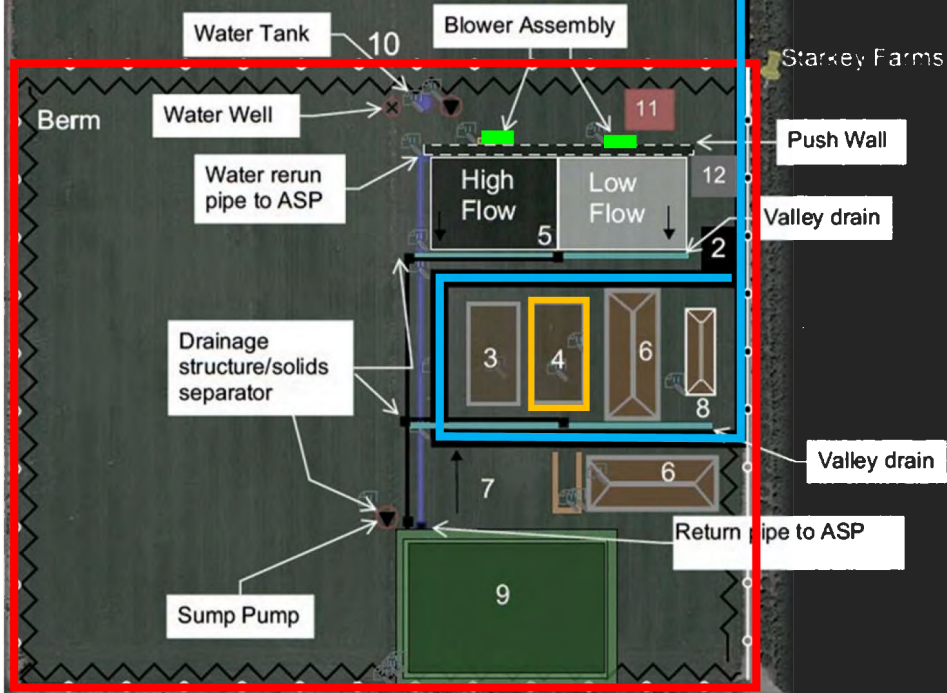 Water Tank
10
Blower Assembly
Starkey Farms
Berm
Water Well
11
Push Wall
Water rerun
pipe to ASP
High
Flow
Low
Flow
12
5
Valley drain
2
Drainage
structure/solids
separator
3
4
6
8
Valley drain
7
6
Return pipe to ASP
Sump Pump
9